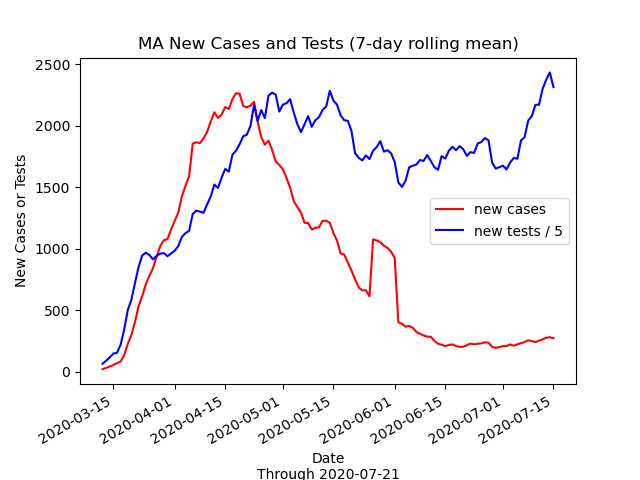 MA New Cases and Tests (7-day rolling mean)
2500
2000
1500
1000
500
0
New Cases or Tests
new cases
new tests / 5
2020-03-15
2020-04-01
2020-04-15
2020-05-01
2020-05-15
2020-06-01
2020-06-15
2020-07-01
2020-07-15
Date
Through 2020-07-21